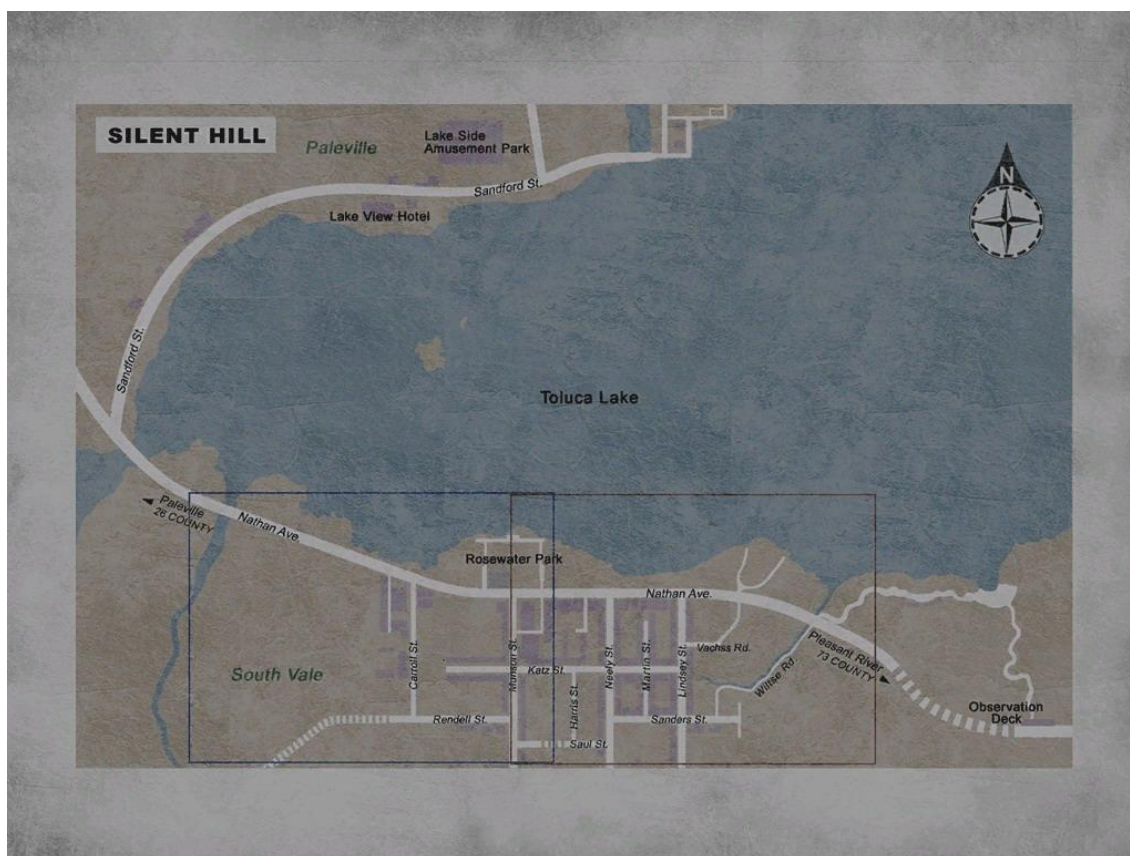 SILENT HILL
Paleville
Lake Side
Amusement Park
N
Sandford St.
Lake View Hotel
Sandford St.
Toluca Lake
Paleville
26 COUNTY
Nathan Ave.
Rosewater Park
Nathan Ave.
Vachss Rd.
Pleasant River
73 COUNTY
South Vale
Carroll St.
Munson St.
Katz St.
Neely St.
Martin St.
Lindsey St.
Wiltse Rd.
Harris St.
Rendell St.
Sanders St.
Saul St.
Observation
Deck